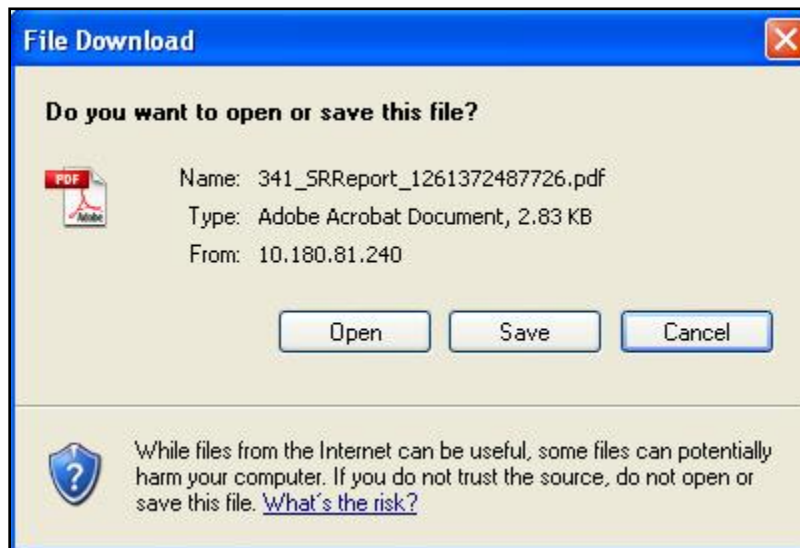 File Download
Do you want to open or save this file?
PDF
Adobe
Name: 341_SRReport_1261372487726.pdf
Type: Adobe Acrobat Document, 2.83 KB
From: 10.180.81.240
Open Save Cancel
While files from the Internet can be useful, some files can potentially
harm your computer. If you do not trust the source, do not open or
save this file. What's the risk?